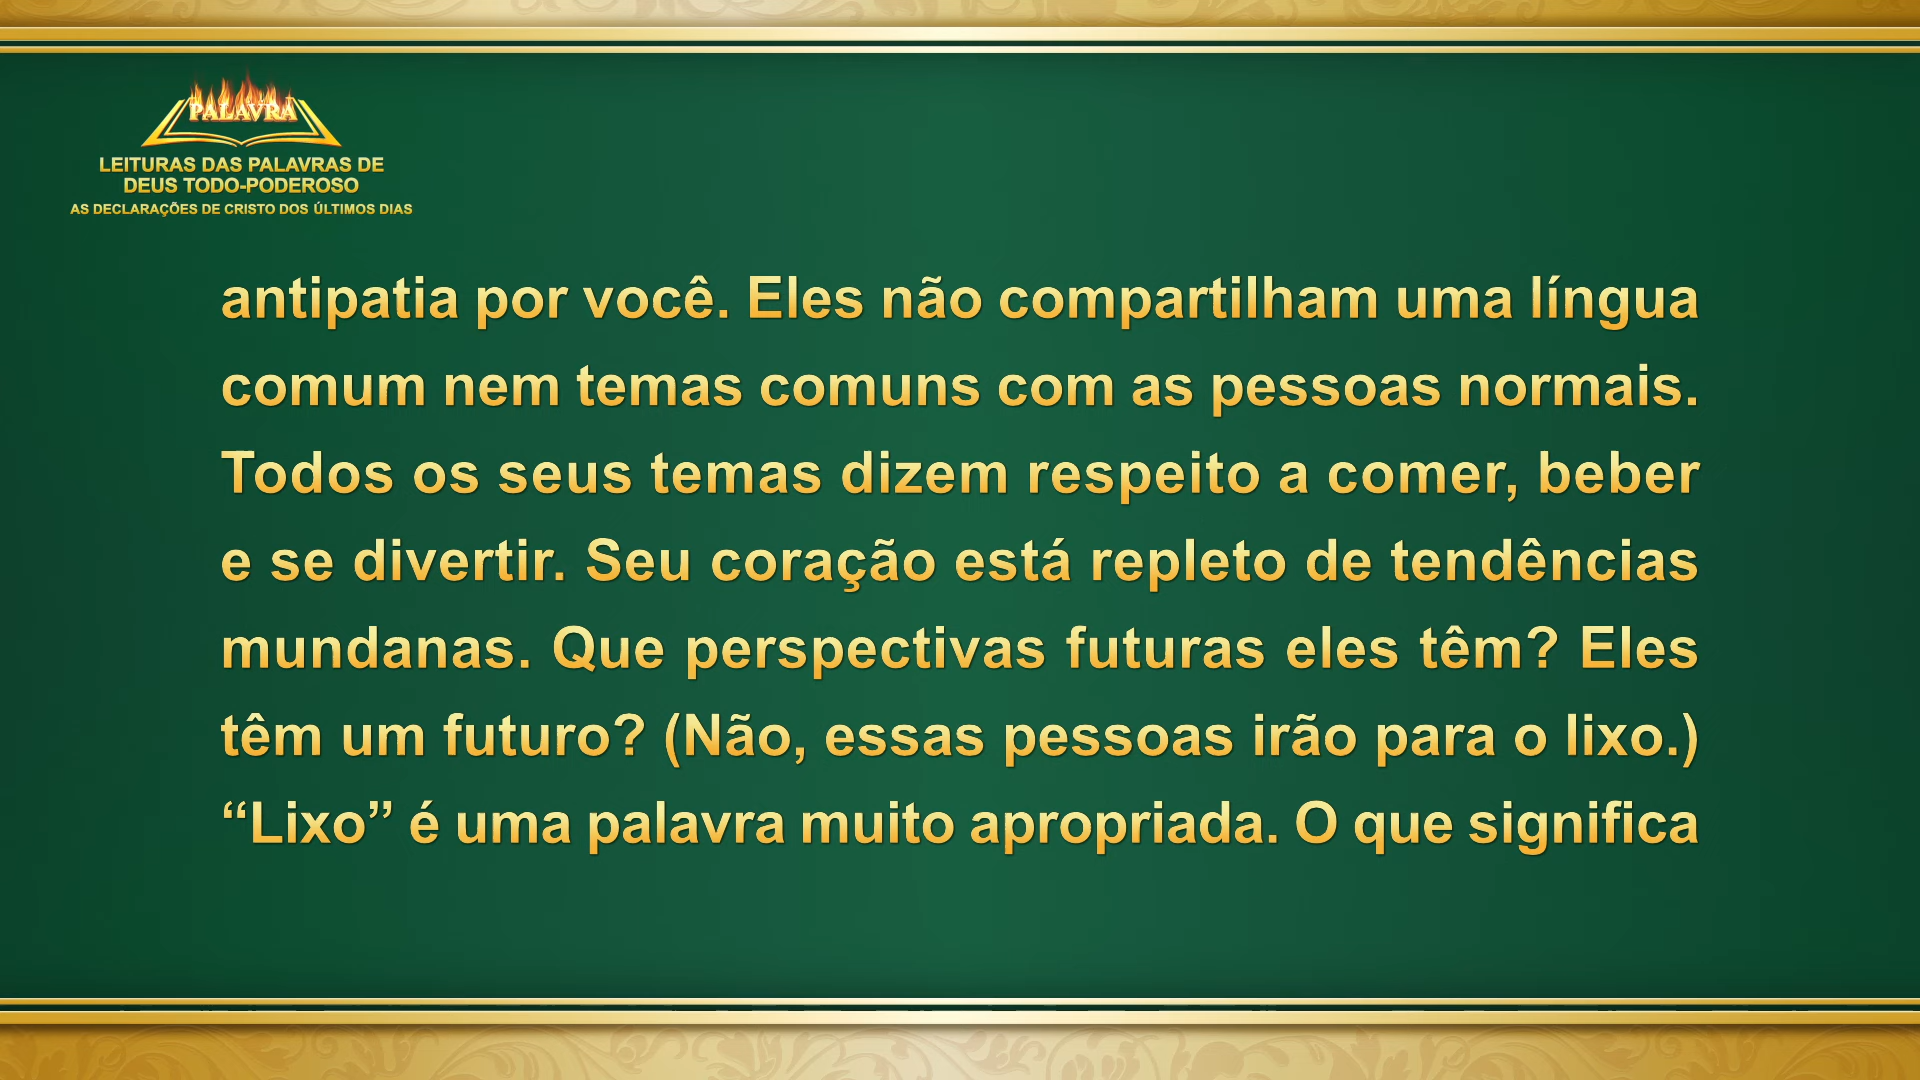 PALAVRA
LEITURAS DAS PALAVRAS DE
DEUS TODO-PODEROSO
AS DECLARAÇÕES DE CRISTO DOS ÚLTIMOS DIAS
antipatia por você. Eles não compartilham uma língua
comum nem temas comuns com as pessoas normais.
Todos os seus temas dizem respeito a comer, beber
e se divertir. Seu coração está repleto de tendências
mundanas. Que perspectivas futuras eles têm? Eles
têm um futuro? (Não, essas pessoas irão para o lixo.)
“Lixo” é uma palavra muito apropriada. O que significa